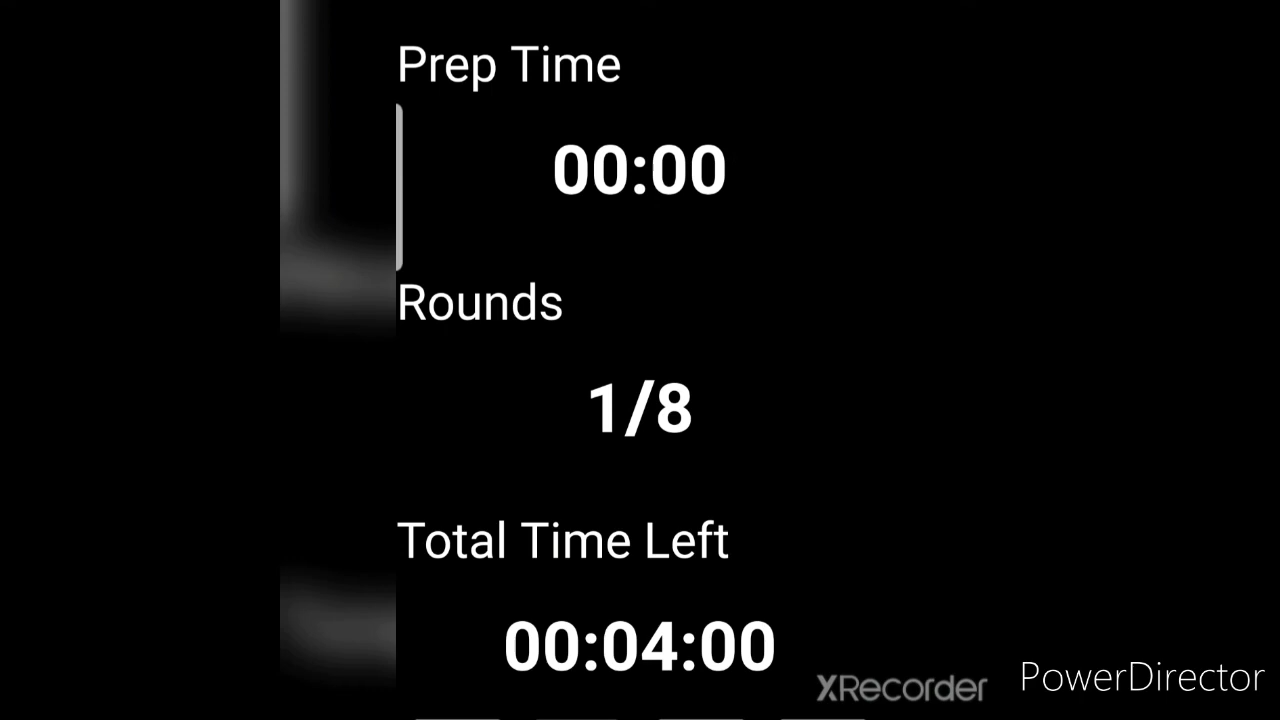 Prep Time
00:00
Rounds
1/8
Total Time Left
00:04:00
XRecorder
PowerDirector